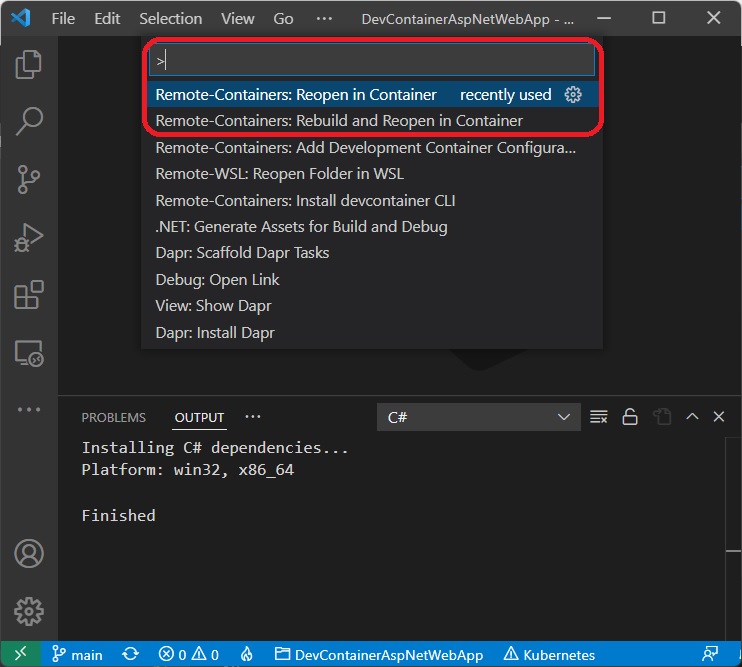 File Edit Selection View Go ··· DevContainerAspNetWebApp - ...
>
Remote-Containers: Reopen in Container recently used
Remote-Containers: Rebuild and Reopen in Container
Remote-Containers: Add Development Container Configura...
Remote-WSL: Reopen Folder in WSL
Remote-Containers: Install devcontainer CLI
.NET: Generate Assets for Build and Debug
Dapr: Scaffold Dapr Tasks
Debug: Open Link
View: Show Dapr
Dapr: Install Dapr
PROBLEMS OUTPUT ··· C#
Installing C# dependencies...
Platform: win32, x86_64
Finished
main 0 0 DevContainerAspNetWebApp Kubernetes